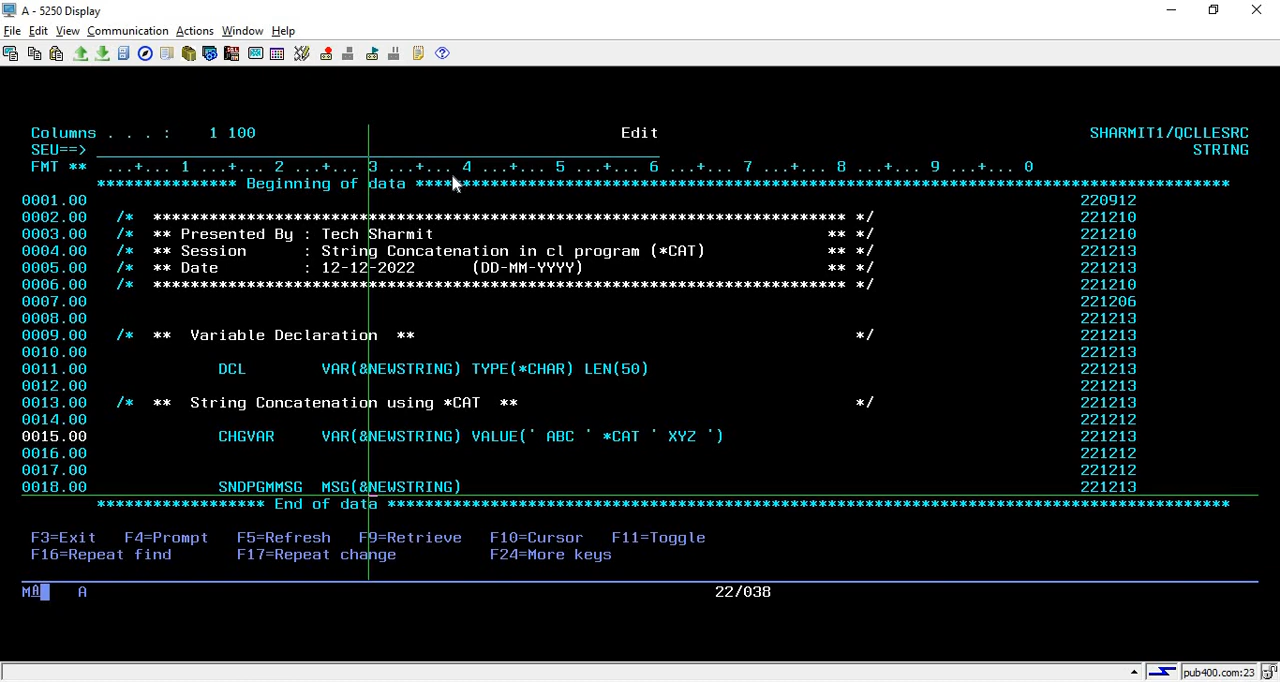 A - 5250 Display
File Edit View Communication Actions Window Help
Columns . . . :    1 100    Edit    SHARMIT1/QCLLESRC
SEU==>    STRING
FMT **  ...+... 1 ...+... 2 ...+... 3 ...+... 4 ...+... 5 ...+... 6 ...+... 7 ...+... 8 ...+... 9 ...+... 0
*************** Beginning of data *************************************************************************************
0001.00    220912
0002.00  /*  ************************************************************************** */    221210
0003.00  /*  ** Presented By : Tech Sharmit                                          ** */    221210
0004.00  /*  ** Session      : String Concatenation in cl program (*CAT)             ** */    221213
0005.00  /*  ** Date         : 12-12-2022      (DD-MM-YYYY)                          ** */    221213
0006.00  /*  ************************************************************************** */    221210
0007.00    221206
0008.00    221213
0009.00  /*  **  Variable Declaration  **                                               */    221213
0010.00    221213
0011.00             DCL        VAR(&NEWSTRING) TYPE(*CHAR) LEN(50)    221213
0012.00    221213
0013.00  /*  **  String Concatenation using *CAT  **                                    */    221213
0014.00    221212
0015.00             CHGVAR     VAR(&NEWSTRING) VALUE(' ABC ' *CAT ' XYZ ')    221213
0016.00    221212
0017.00    221212
0018.00             SNDPGMMSG  MSG(&NEWSTRING)    221213
****************** End of data ******************************************************************************************
F3=Exit   F4=Prompt   F5=Refresh   F9=Retrieve   F10=Cursor   F11=Toggle
F16=Repeat find       F17=Repeat change          F24=More keys
MA    A    22/038
pub400.com:23